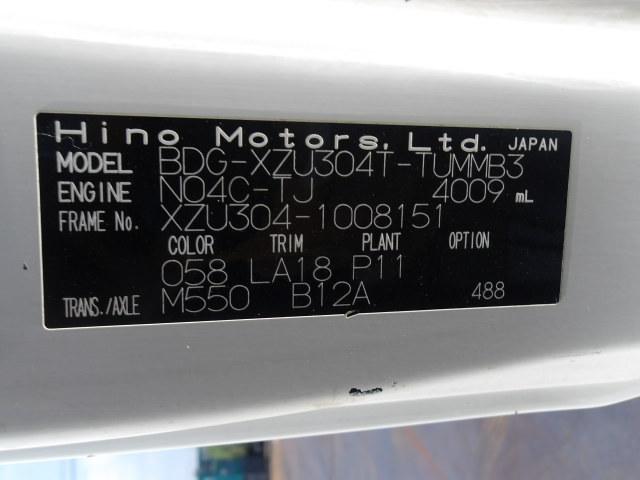 Hino Motors, Ltd. JAPAN
MODEL BDG-XZU304T-TUMMB3
ENGINE N04C-TJ 4009 mL
FRAME No. XZU304-1008151
COLOR TRIM PLANT OPTION
058 LA18 P11
TRANS./AXLE M550 B12A 488